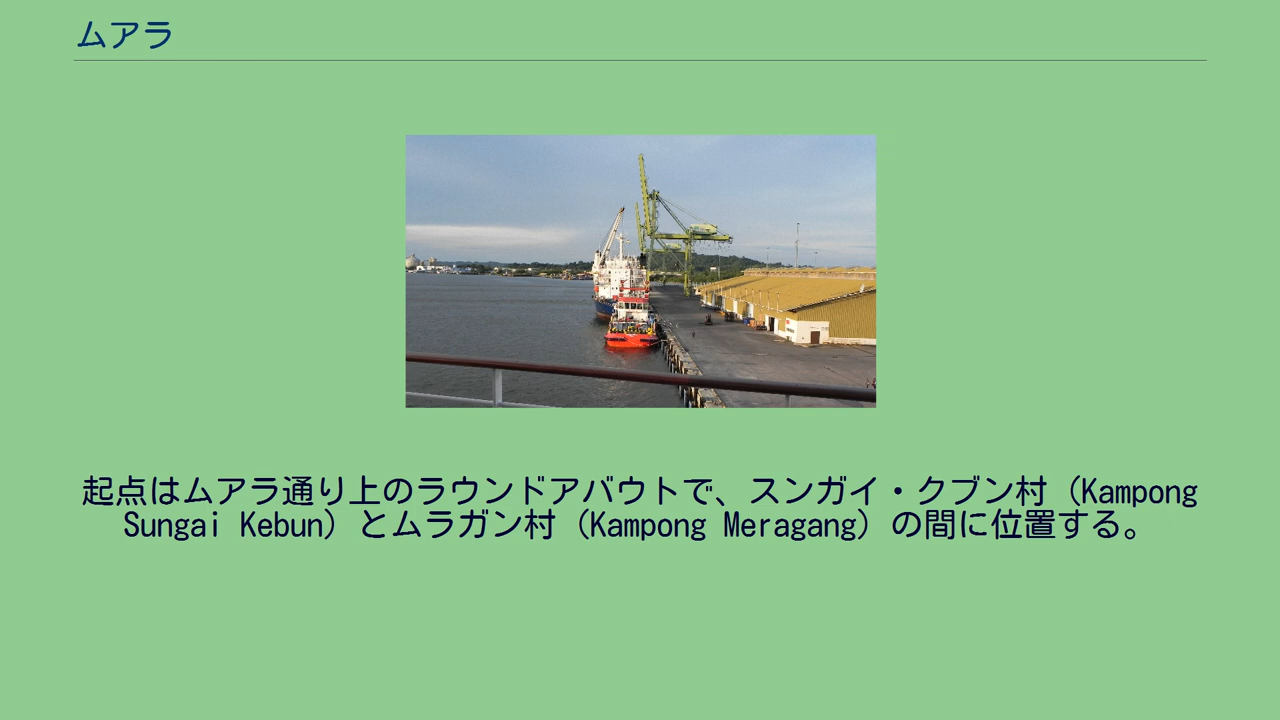 ムアラ
起点はムアラ通り上のラウンドアバウトで、スンガイ・クブン村（Kampong
Sungai Kebun）とムラガン村（Kampong Meragang）の間に位置する。